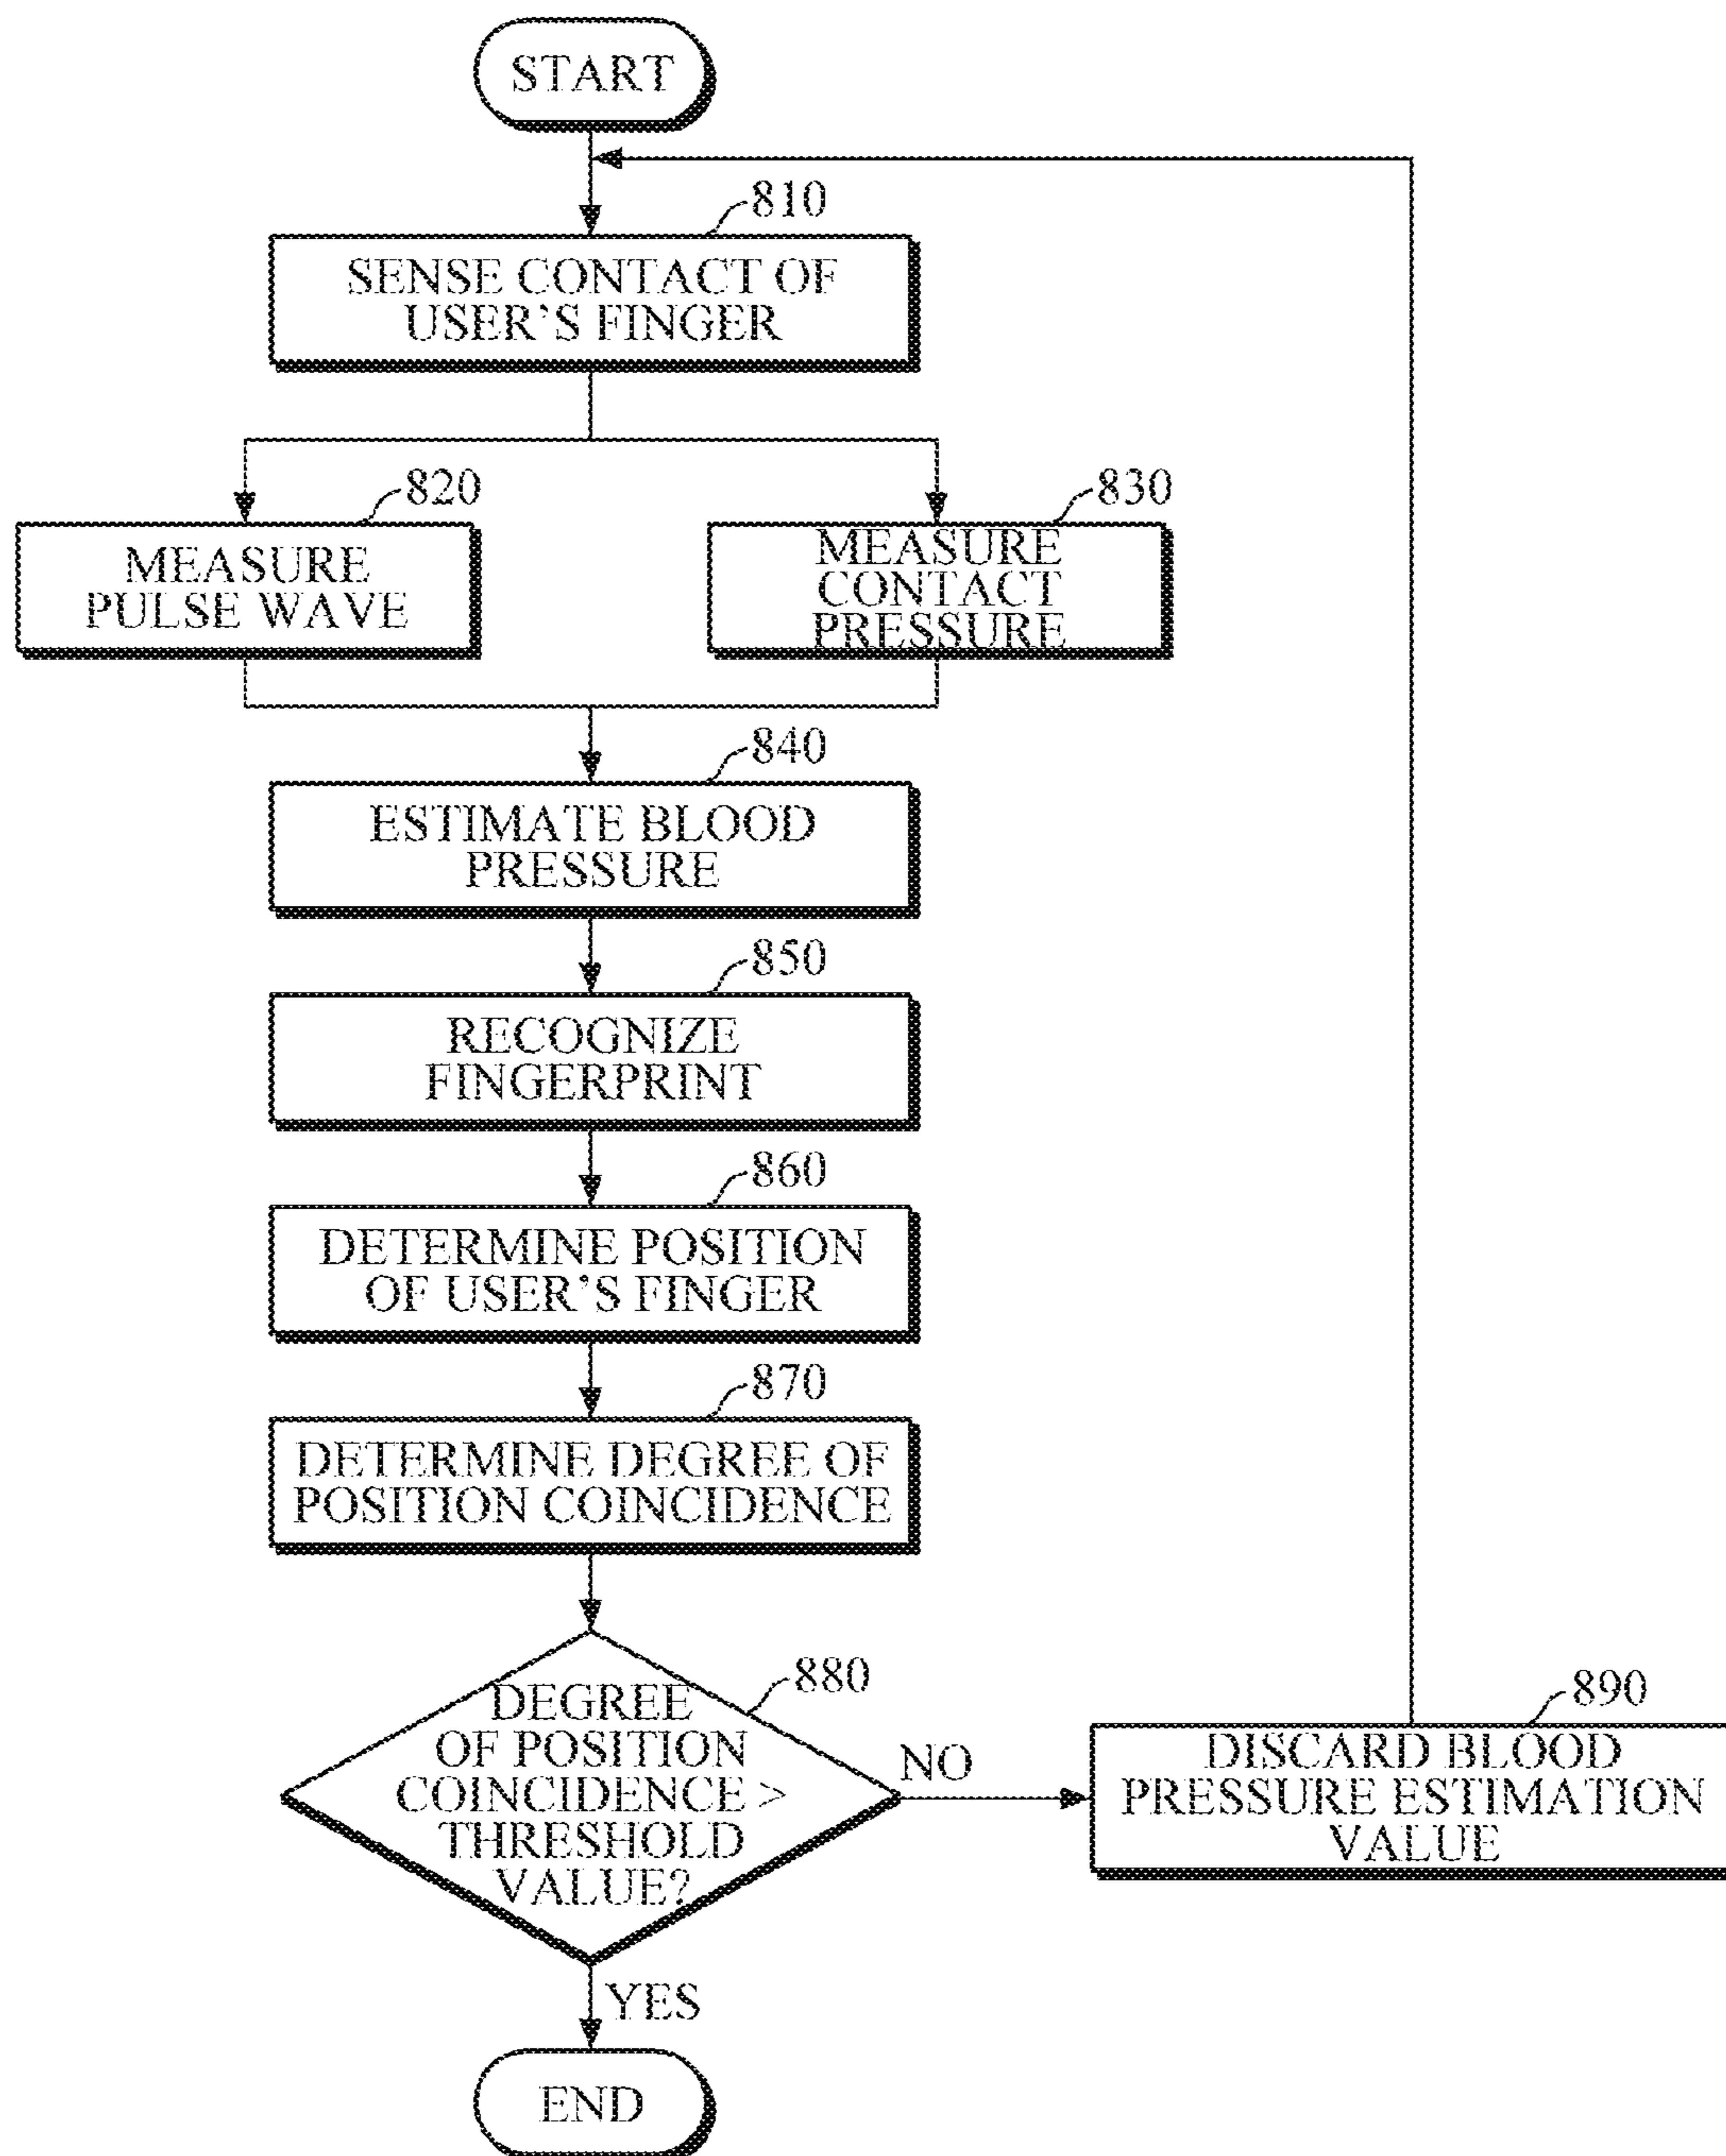 START
810
SENSE CONTACT OF
USER'S FINGER
820
MEASURE
PULSE WAVE
830
MEASURE
CONTACT
PRESSURE
840
ESTIMATE BLOOD
PRESSURE
850
RECOGNIZE
FINGERPRINT
860
DETERMINE POSITION
OF USER'S FINGER
870
DETERMINE DEGREE OF
POSITION COINCIDENCE
880
DEGREE
OF POSITION
COINCIDENCE >
THRESHOLD
VALUE?
NO
890
DISCARD BLOOD
PRESSURE ESTIMATION
VALUE
YES
END